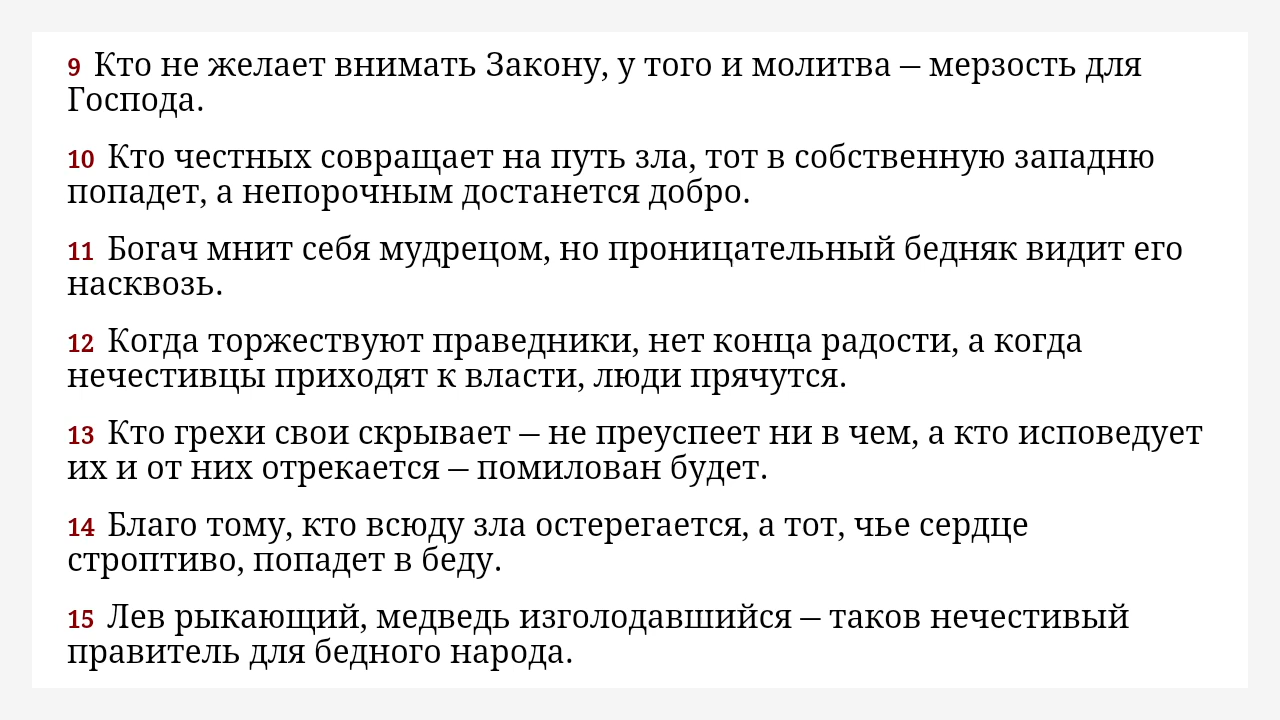 9 Кто не желает внимать Закону, у того и молитва – мерзость для
Господа.
10 Кто честных совращает на путь зла, тот в собственную западню
попадет, а непорочным достанется добро.
11 Богач мнит себя мудрецом, но проницательный бедняк видит его
насквозь.
12 Когда торжествуют праведники, нет конца радости, а когда
нечестивцы приходят к власти, люди прячутся.
13 Кто грехи свои скрывает – не преуспеет ни в чем, а кто исповедует
их и от них отрекается – помилован будет.
14 Благо тому, кто всюду зла остерегается, а тот, чье сердце
строптиво, попадет в беду.
15 Лев рыкающий, медведь изголодавшийся – таков нечестивый
правитель для бедного народа.